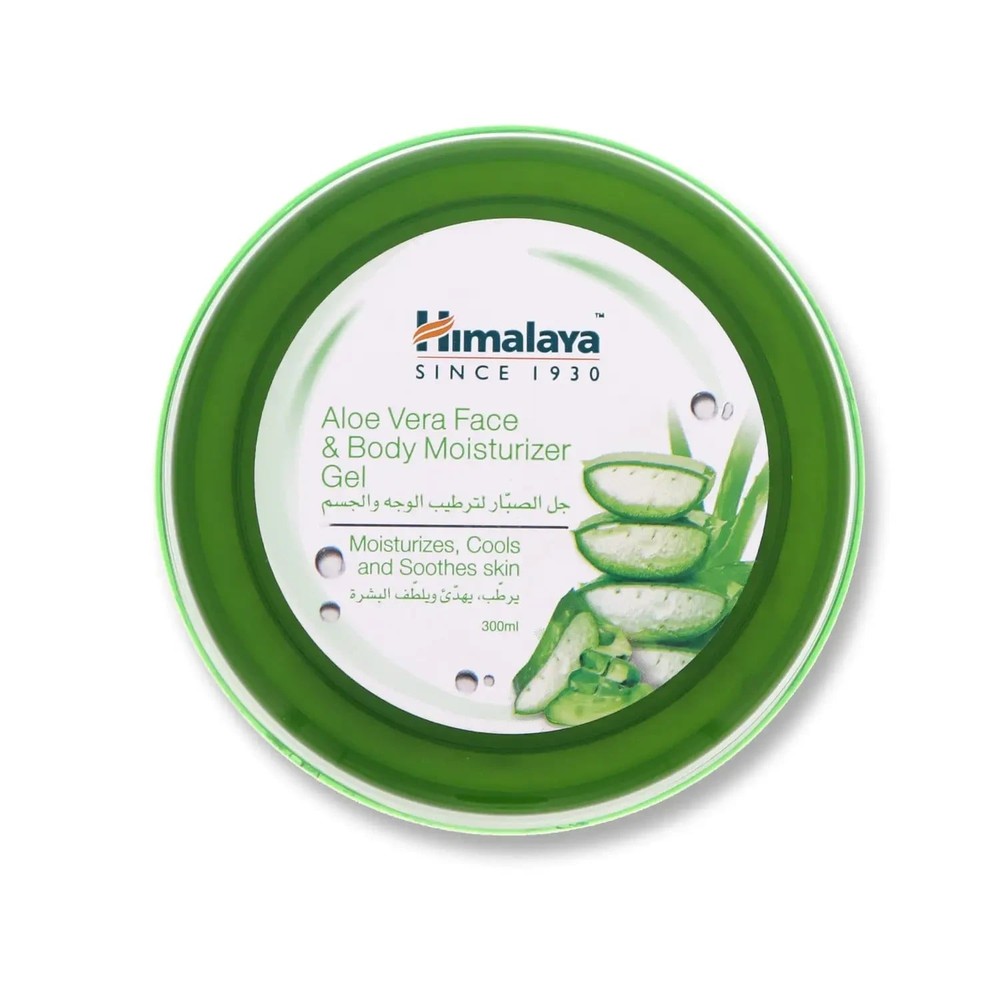 Himalaya™
SINCE 1930
Aloe Vera Face
& Body Moisturizer
Gel
جل الصبّار لترطيب الوجه والجسم
Moisturizes, Cools
and Soothes skin
يرطّب، يهدّئ ويلطّف البشرة
300ml